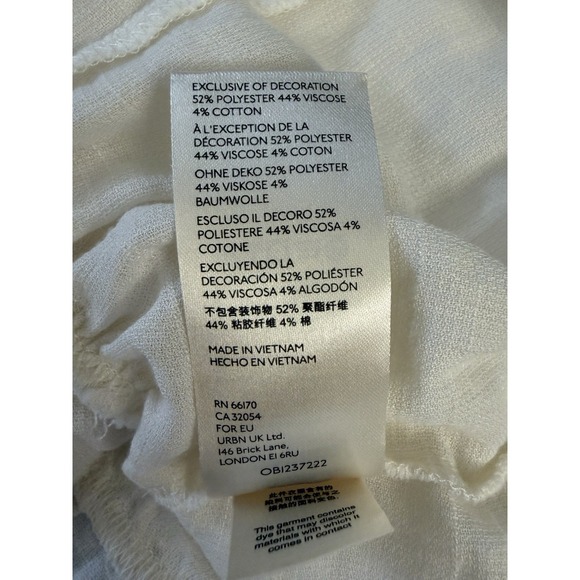 EXCLUSIVE OF DECORATION
52% POLYESTER 44% VISCOSE
4% COTTON
À L'EXCEPTION DE LA
DÉCORATION 52% POLYESTER
44% VISCOSE 4% COTON
OHNE DEKO 52% POLYESTER
44% VISKOSE 4%
BAUMWOLLE
ESCLUSO IL DECORO 52%
POLIESTERE 44% VISCOSA 4%
COTONE
EXCLUYENDO LA
DECORACIÓN 52% POLIÉSTER
44% VISCOSA 4% ALGODÓN
不包含装饰物 52% 聚酯纤维
44% 粘胶纤维 4% 棉
MADE IN VIETNAM
HECHO EN VIETNAM
RN 66170
CA 32054
FOR EU
URBN UK Ltd.
146 Brick Lane,
LONDON E1 6RU
OB1237222
This garment contains
dye that may discolor
materials with which it
comes in contact